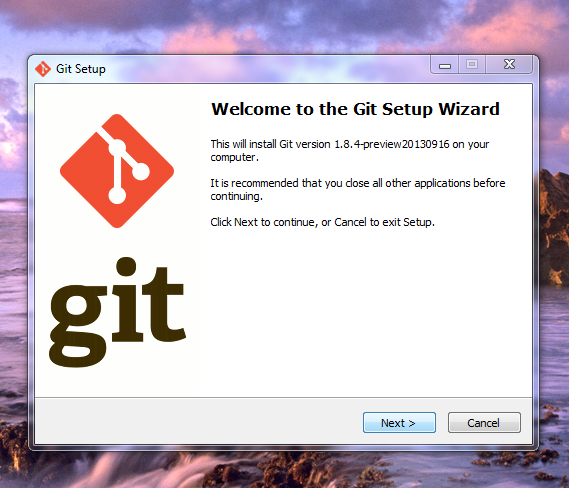 Git Setup
Welcome to the Git Setup Wizard
This will install Git version 1.8.4-preview20130916 on your
computer.
It is recommended that you close all other applications before
continuing.
Click Next to continue, or Cancel to exit Setup.
git
Next >
Cancel